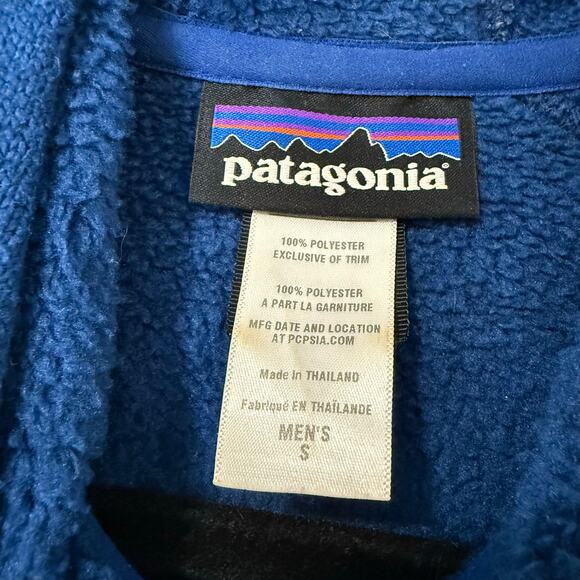 patagonia®
100% POLYESTER
EXCLUSIVE OF TRIM
100% POLYESTER
A PART LA GARNITURE
MFG DATE AND LOCATION
AT PCPSIA.COM
Made in THAILAND
Fabriqué EN THAÏLANDE
MEN'S
S